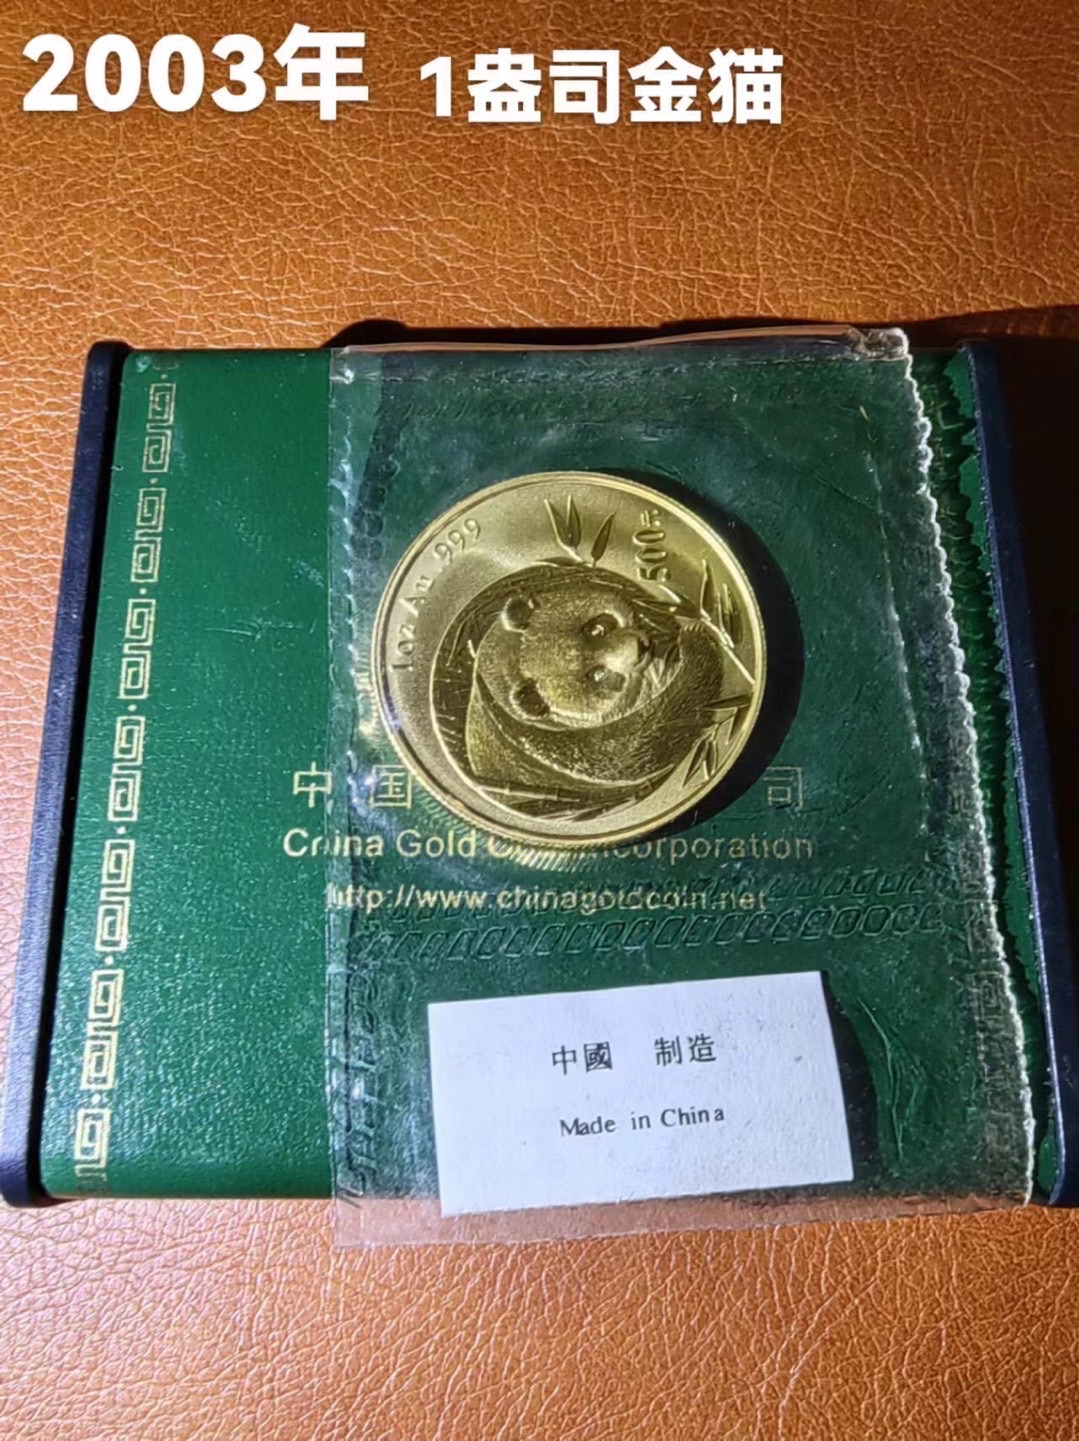 2003年 1盎司金猫
1oz Au .999
500元
中国 司
China Gold Incorporation
http://www.chinagoldcoin.net
中國 制造
Made in China